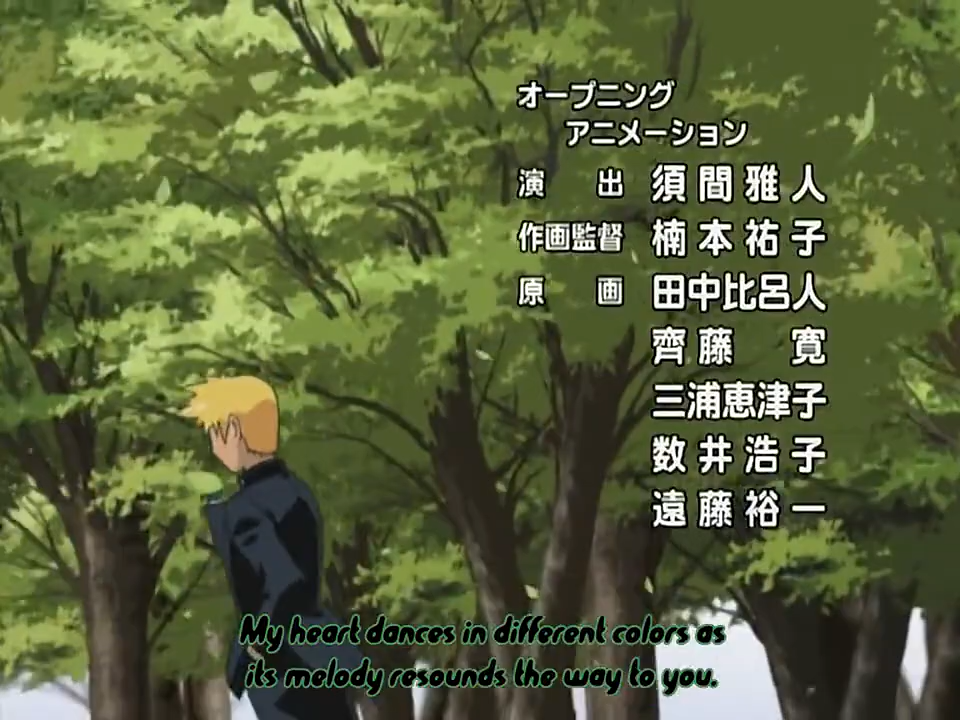 オープニング
アニメーション
演出 須間雅人
作画監督 楠本祐子
原画 田中比呂人
齊藤 寛
三浦恵津子
数井浩子
遠藤裕一
My heart dances in different colors as
its melody resounds the way to you.